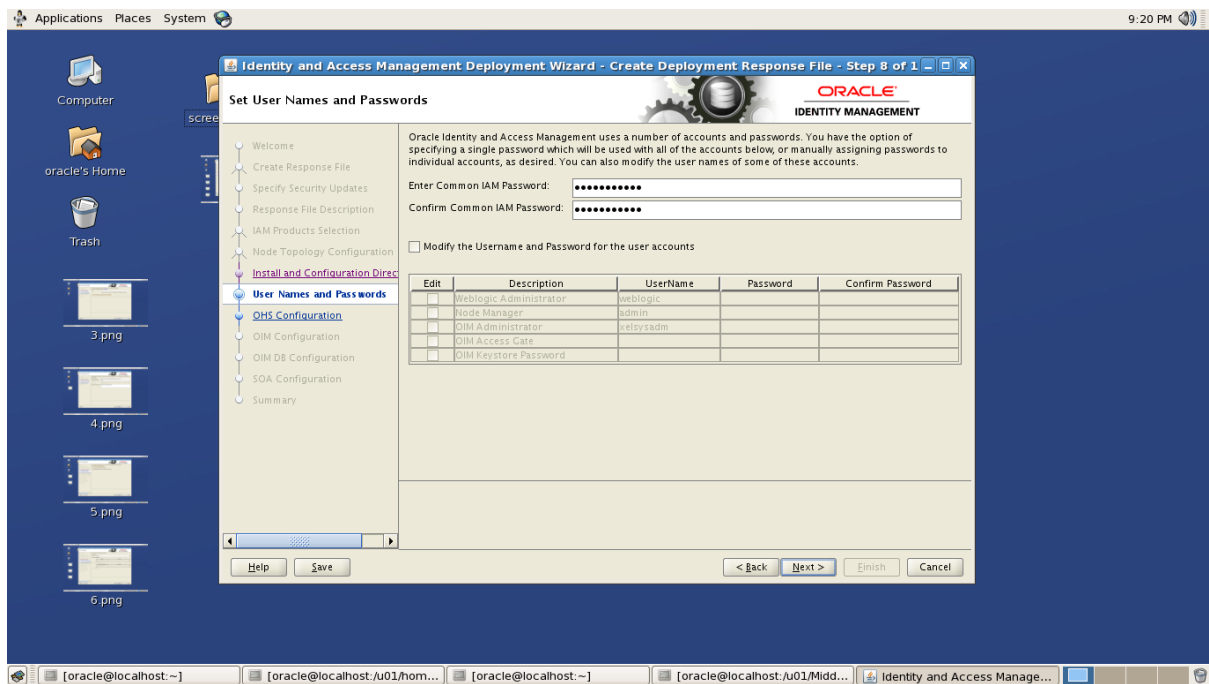 Applications Places System
9:20 PM
Computer
oracle's Home
Trash
3.png
4.png
5.png
6.png
scree
Identity and Access Management Deployment Wizard - Create Deployment Response File - Step 8 of 1
Set User Names and Passwords
ORACLE
IDENTITY MANAGEMENT
Welcome
Create Response File
Specify Security Updates
Response File Description
IAM Products Selection
Node Topology Configuration
Install and Configuration Direc
User Names and Passwords
OHS Configuration
OIM Configuration
OIM DB Configuration
SOA Configuration
Summary
Oracle Identity and Access Management uses a number of accounts and passwords. You have the option of
specifying a single password which will be used with all of the accounts below, or manually assigning passwords to
individual accounts, as desired. You can also modify the user names of some of these accounts.
Enter Common IAM Password: •••••••••••
Confirm Common IAM Password: •••••••••••
Modify the Username and Password for the user accounts
Edit Description UserName Password Confirm Password
Weblogic Administrator weblogic
Node Manager admin
OIM Administrator xelsysadm
OIM Access Gate
OIM Keystore Password
Help Save < Back Next > Finish Cancel
[oracle@localhost:~] [oracle@localhost:/u01/hom... [oracle@localhost:~] [oracle@localhost:/u01/Midd... Identity and Access Manage...